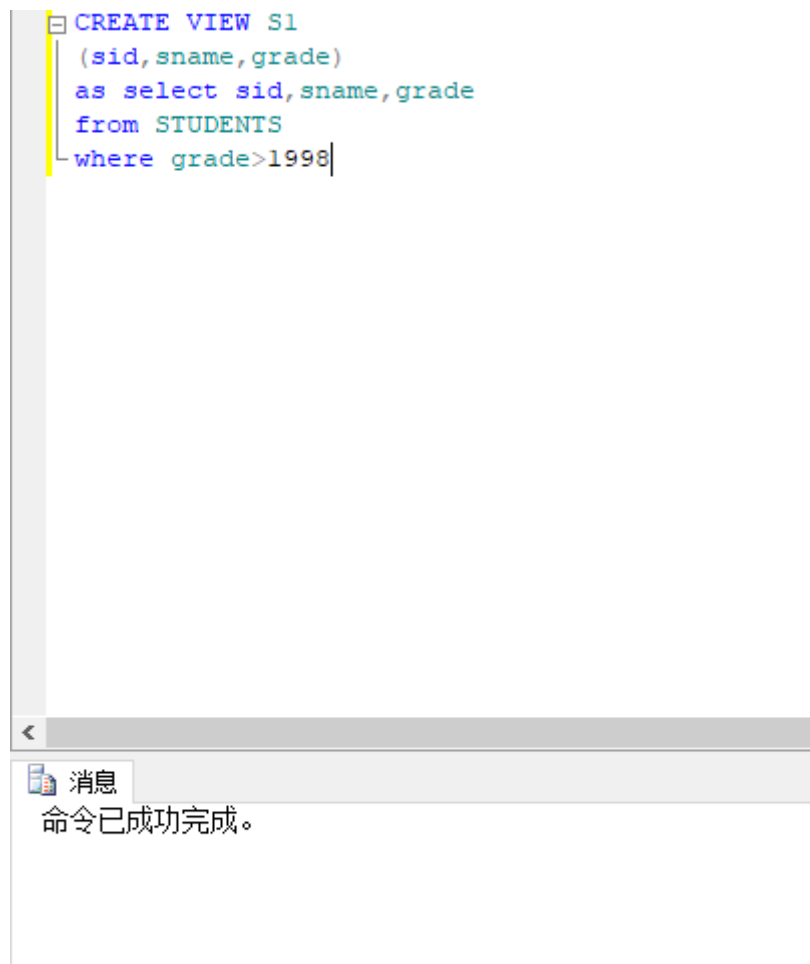 CREATE VIEW S1
(sid,sname,grade)
as select sid,sname,grade
from STUDENTS
where grade>1998
消息
命令已成功完成。